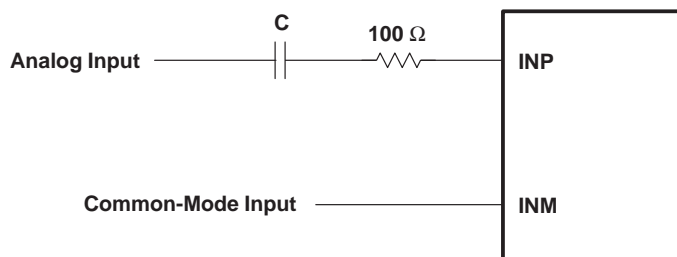 C
100 Ω
Analog Input
INP
Common-Mode Input
INM